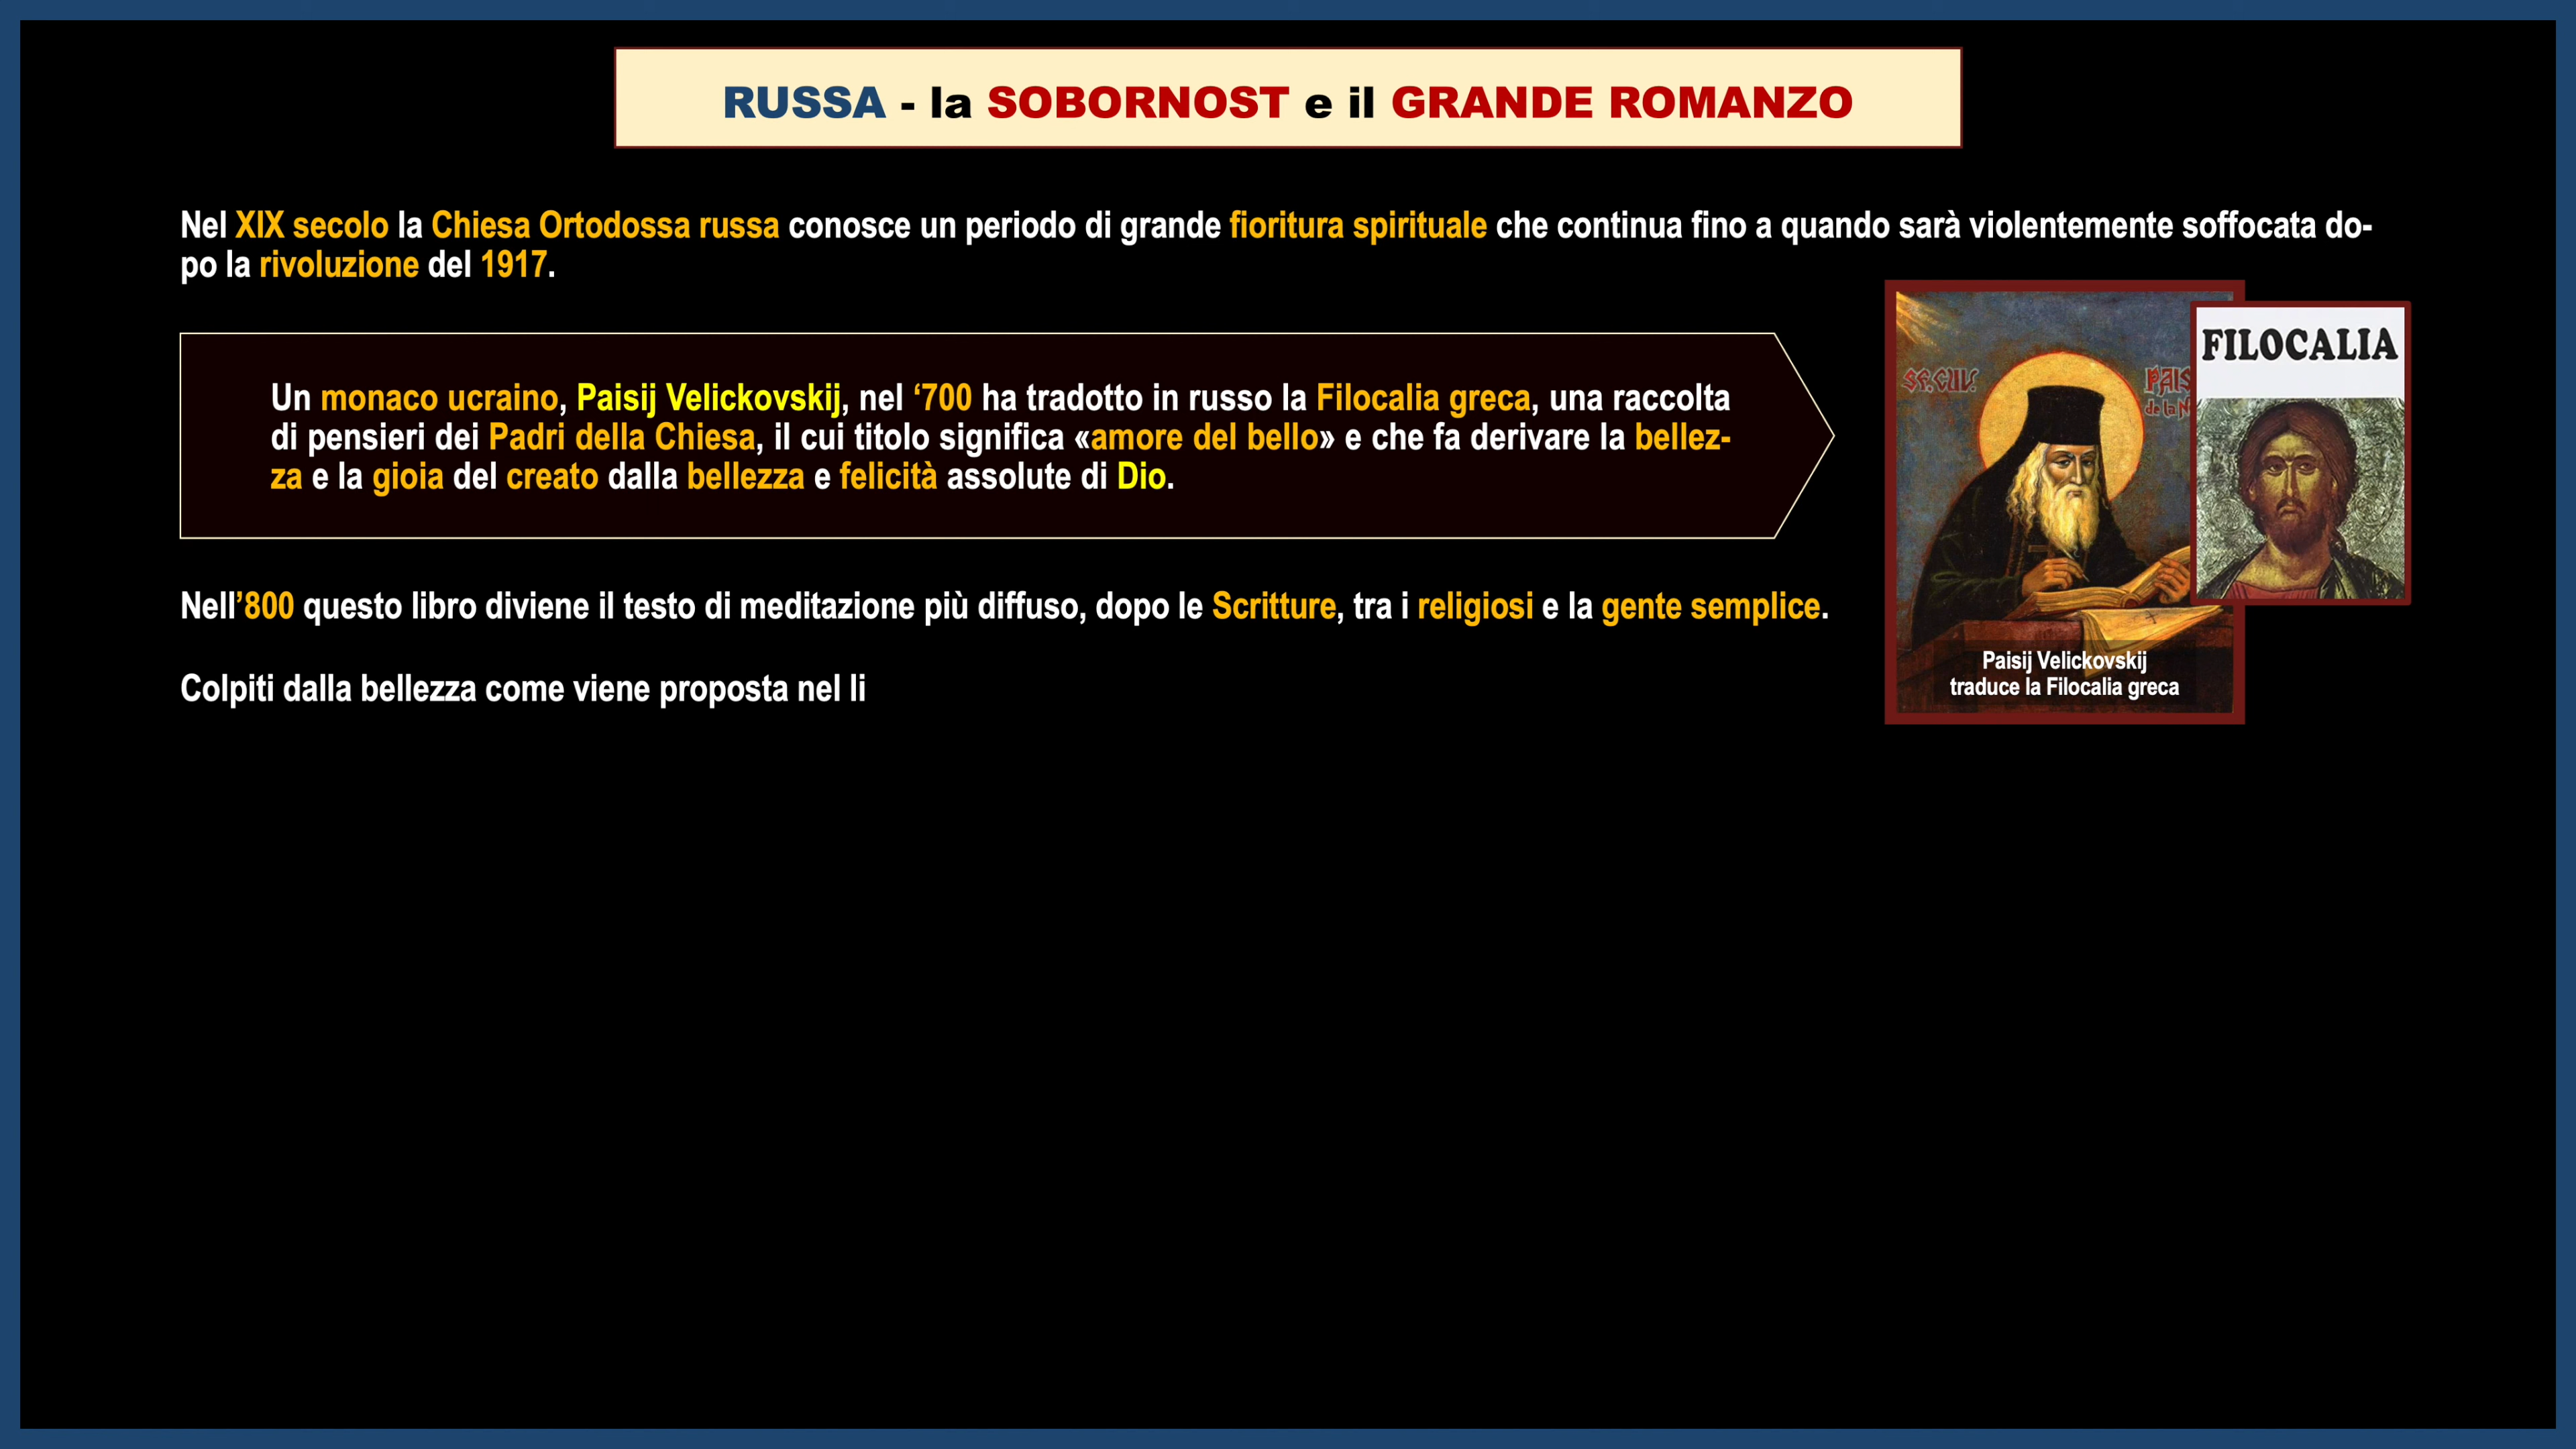 RUSSA - la SOBORNOST e il GRANDE ROMANZO
Nel XIX secolo la Chiesa Ortodossa russa conosce un periodo di grande fioritura spirituale che continua fino a quando sarà violentemente soffocata do-
po la rivoluzione del 1917.
Un monaco ucraino, Paisij Velickovskij, nel ‘700 ha tradotto in russo la Filocalia greca, una raccolta
di pensieri dei Padri della Chiesa, il cui titolo significa «amore del bello» e che fa derivare la bellez-
za e la gioia del creato dalla bellezza e felicità assolute di Dio.
FILOCALIA
Nell’800 questo libro diviene il testo di meditazione più diffuso, dopo le Scritture, tra i religiosi e la gente semplice.
Paisij Velickovskij
traduce la Filocalia greca
Colpiti dalla bellezza come viene proposta nel li